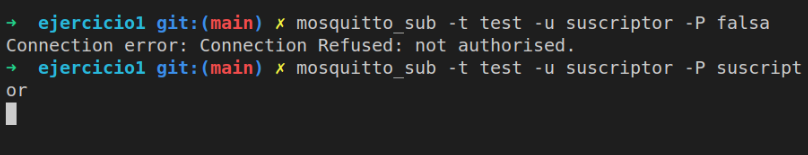 ➜  ejercicio1 git:(main) ✗ mosquitto_sub -t test -u suscriptor -P falsa
Connection error: Connection Refused: not authorised.
➜  ejercicio1 git:(main) ✗ mosquitto_sub -t test -u suscriptor -P suscript
or